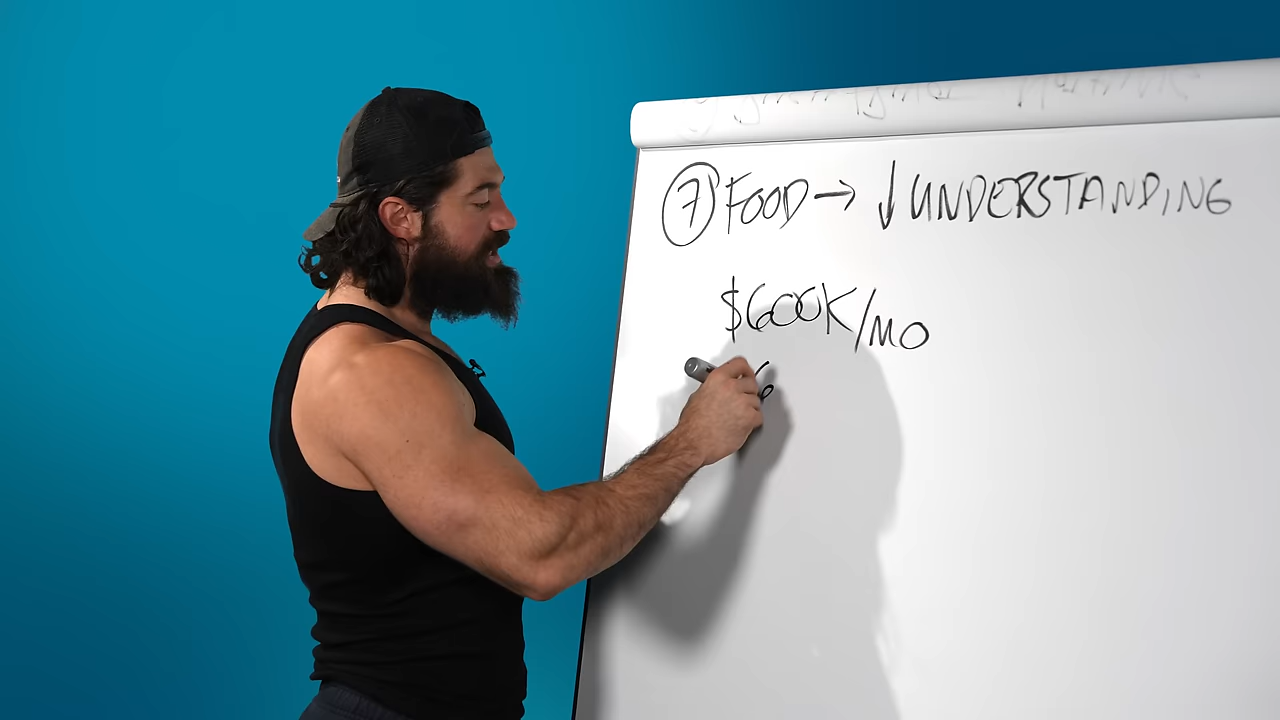 ⑦ FOOD → ↓ UNDERSTANDING
$600K/MO